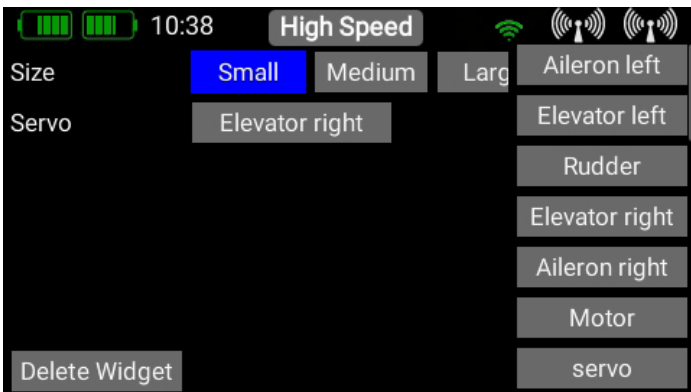 10:38 High Speed
Size Small Medium Larg
Servo Elevator right
Aileron left
Elevator left
Rudder
Elevator right
Aileron right
Motor
servo
Delete Widget